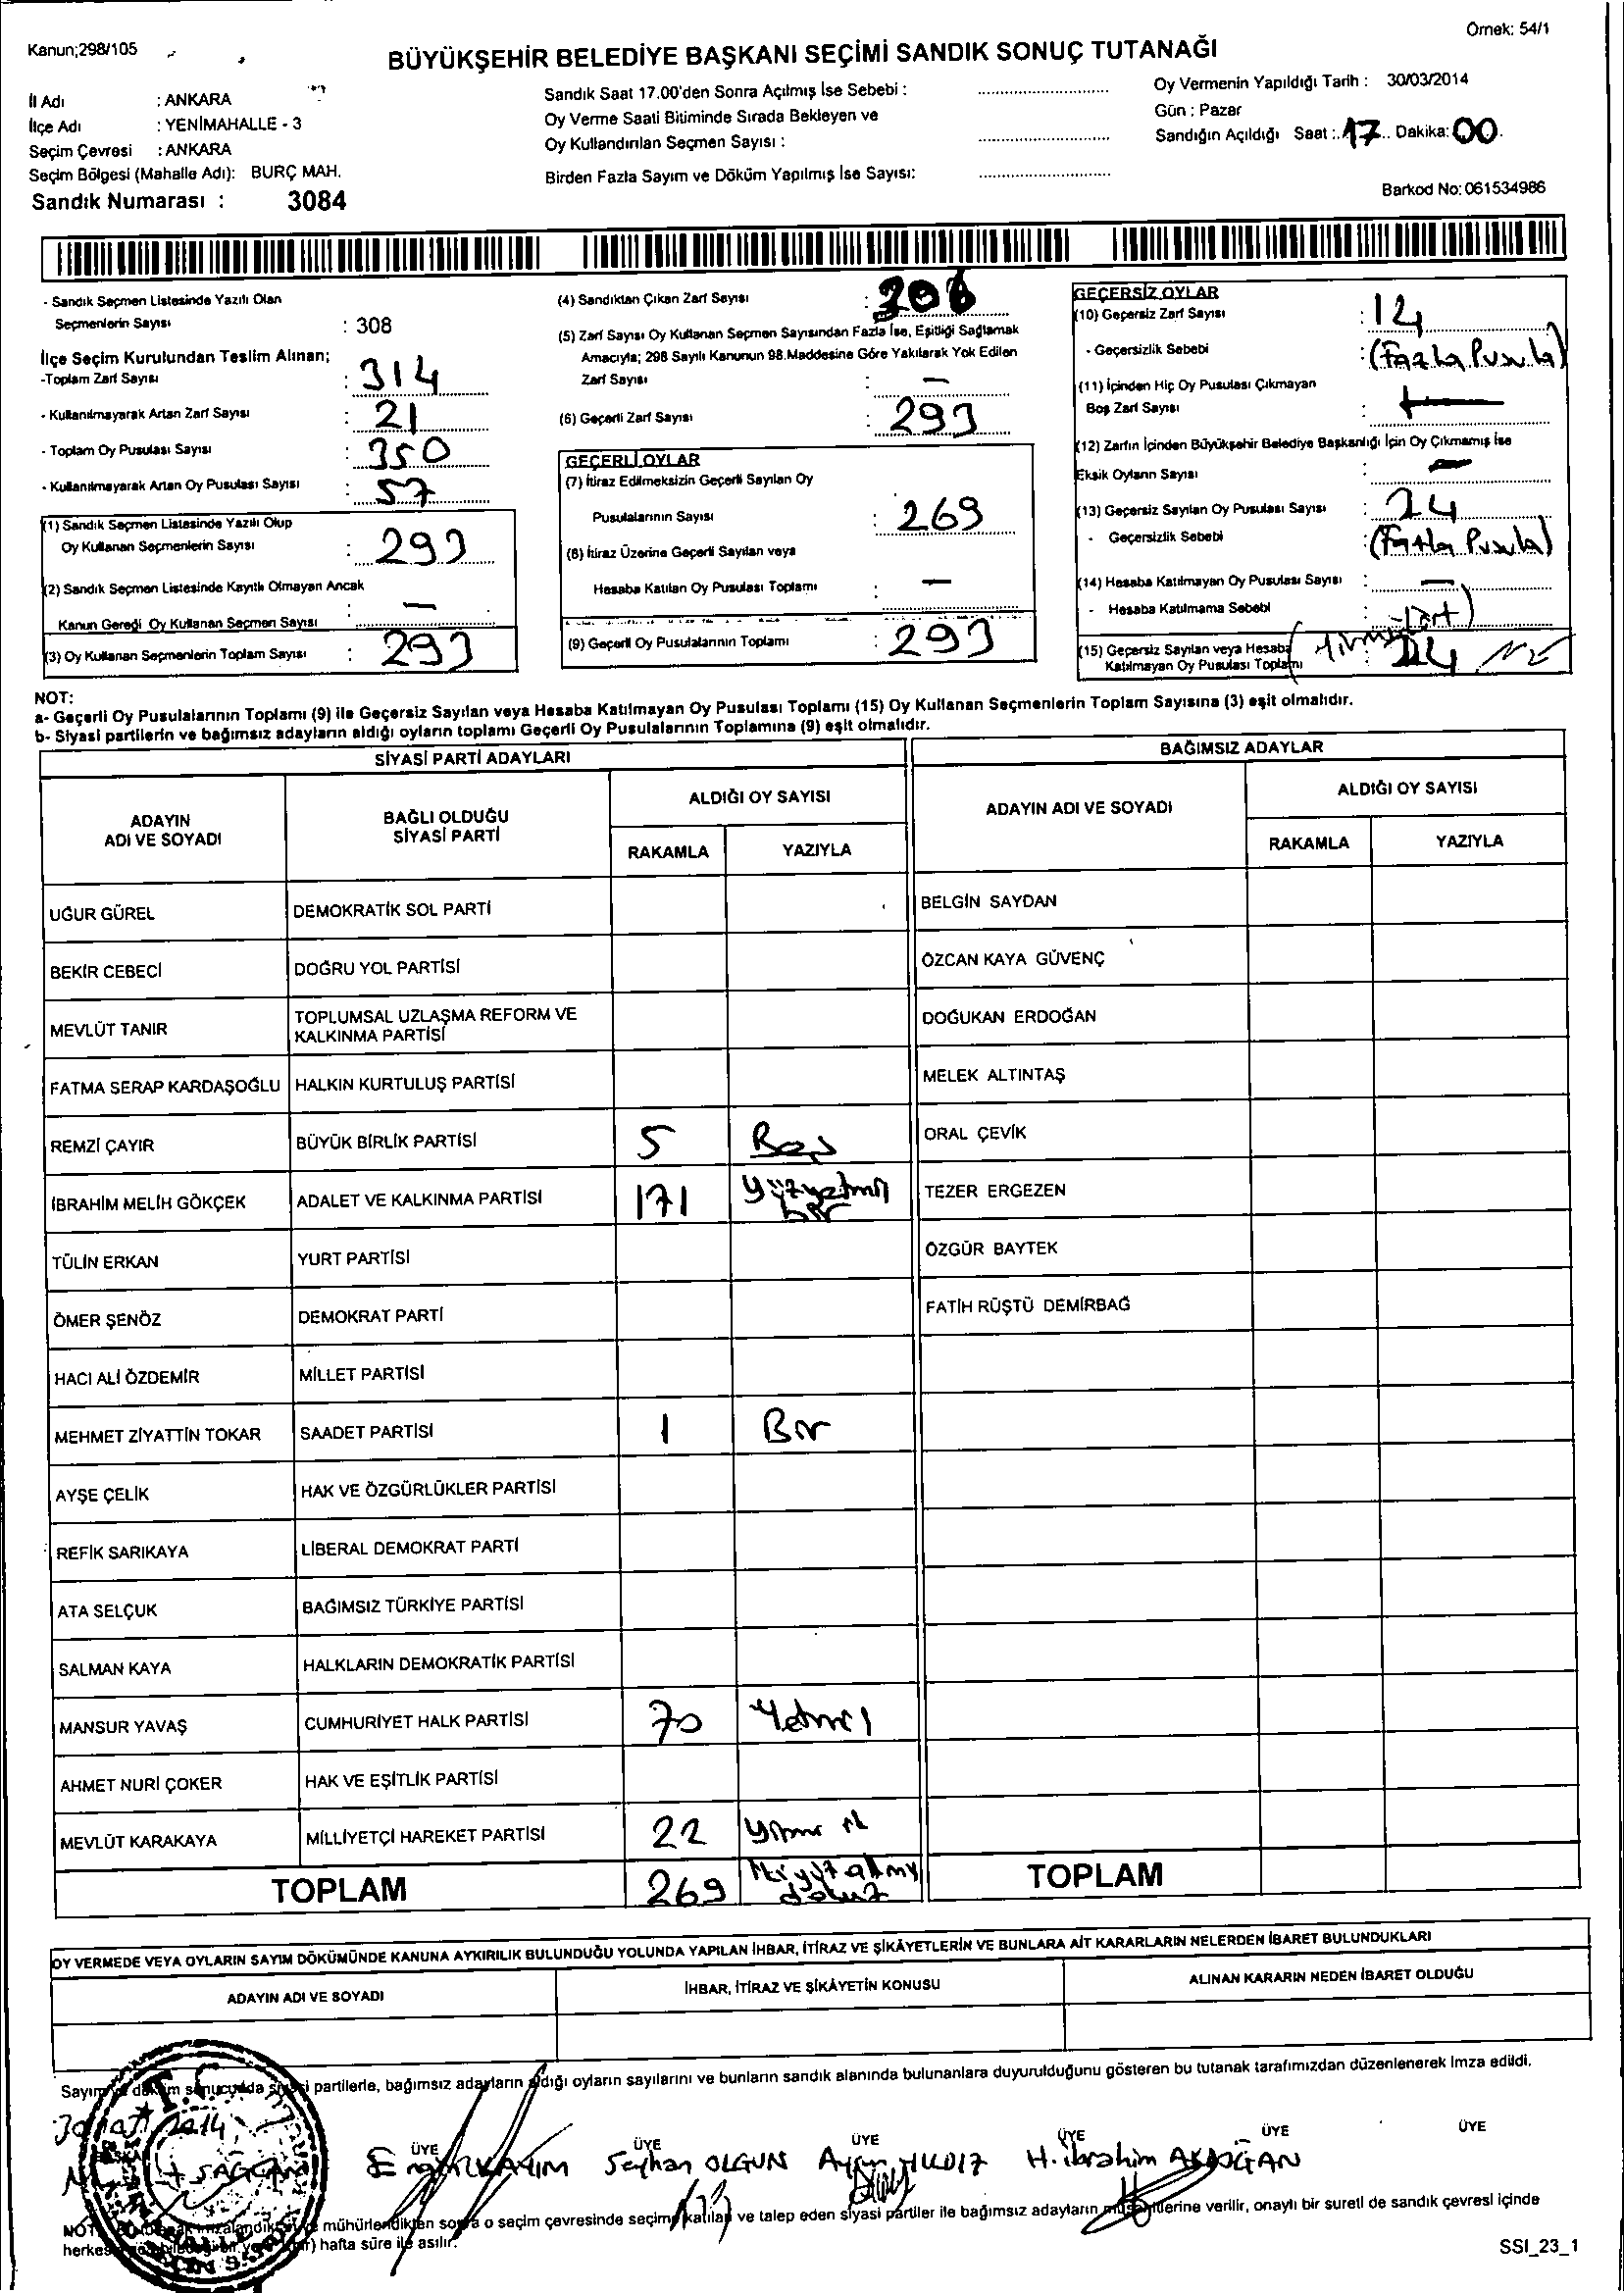 Kanun;298/105
Örnek: 54/1
BÜYÜKŞEHİR BELEDİYE BAŞKANI SEÇİMİ SANDIK SONUÇ TUTANAĞI
İl Adı : ANKARA
İlçe Adı : YENİMAHALLE - 3
Seçim Çevresi : ANKARA
Seçim Bölgesi (Mahalle Adı): BURÇ MAH.
Sandık Numarası : 3084
Sandık Saat 17.00'den Sonra Açılmış İse Sebebi :
Oy Verme Saati Bitiminde Sırada Bekleyen ve
Oy Kullandırılan Seçmen Sayısı :
Birden Fazla Sayım ve Döküm Yapılmış İse Sayısı:
Oy Vermenin Yapıldığı Tarih : 30/03/2014
Gün : Pazar
Sandığın Açıldığı Saat : 17 Dakika: 00
Barkod No: 061534986
- Sandık Seçmen Listesinde Yazılı Olan
Seçmenlerin Sayısı : 308
İlçe Seçim Kurulundan Teslim Alınan;
-Toplam Zarf Sayısı : 314
- Kullanılmayarak Artan Zarf Sayısı : 21
- Toplam Oy Pusulası Sayısı : 350
- Kullanılmayarak Artan Oy Pusulası Sayısı : 57
(1) Sandık Seçmen Listesinde Yazılı Olup
Oy Kullanan Seçmenlerin Sayısı : 293
(2) Sandık Seçmen Listesinde Kayıtlı Olmayan Ancak
Kanun Gereği Oy Kullanan Seçmen Sayısı : —
(3) Oy Kullanan Seçmenlerin Toplam Sayısı : 293
(4) Sandıktan Çıkan Zarf Sayısı :
(5) Zarf Sayısı Oy Kullanan Seçmen Sayısından Fazla İse, Eşitliği Sağlamak
Amacıyla; 298 Sayılı Kanunun 98.Maddesine Göre Yakılarak Yok Edilen
Zarf Sayısı : —
(6) Geçerli Zarf Sayısı : 293
GEÇERLİ OYLAR
(7) İtiraz Edilmeksizin Geçerli Sayılan Oy
Pusulalarının Sayısı : 269
(8) İtiraz Üzerine Geçerli Sayılan veya
Hesaba Katılan Oy Pusulası Toplamı : —
(9) Geçerli Oy Pusulalarının Toplamı : 293
GEÇERSİZ OYLAR
(10) Geçersiz Zarf Sayısı : 14
- Geçersizlik Sebebi : (Fazla Pusula)
(11) İçinden Hiç Oy Pusulası Çıkmayan
Boş Zarf Sayısı :
(12) Zarfın İçinden Büyükşehir Belediye Başkanlığı İçin Oy Çıkmamış İse
Eksik Oyların Sayısı : —
(13) Geçersiz Sayılan Oy Pusulası Sayısı : 24
- Geçersizlik Sebebi : (Fazla Pusula)
(14) Hesaba Katılmayan Oy Pusulası Sayısı : —
- Hesaba Katılmama Sebebi :
(15) Geçersiz Sayılan veya Hesaba
Katılmayan Oy Pusulası Toplamı 24
NOT:
a- Geçerli Oy Pusulalarının Toplamı (9) ile Geçersiz Sayılan veya Hesaba Katılmayan Oy Pusulası Toplamı (15) Oy Kullanan Seçmenlerin Toplam Sayısına (3) eşit olmalıdır.
b- Siyasi partilerin ve bağımsız adayların aldığı oyların toplamı Geçerli Oy Pusulalarının Toplamına (9) eşit olmalıdır.
SİYASİ PARTİ ADAYLARI
BAĞIMSIZ ADAYLAR
ADAYIN
ADI VE SOYADI
BAĞLI OLDUĞU
SİYASİ PARTİ
ALDIĞI OY SAYISI
RAKAMLA YAZIYLA
ADAYIN ADI VE SOYADI
ALDIĞI OY SAYISI
RAKAMLA YAZIYLA
UĞUR GÜREL DEMOKRATİK SOL PARTİ BELGİN SAYDAN
BEKİR CEBECİ DOĞRU YOL PARTİSİ ÖZCAN KAYA GÜVENÇ
MEVLÜT TANIR TOPLUMSAL UZLAŞMA REFORM VE
KALKINMA PARTİSİ DOĞUKAN ERDOĞAN
FATMA SERAP KARDAŞOĞLU HALKIN KURTULUŞ PARTİSİ MELEK ALTINTAŞ
REMZİ ÇAYIR BÜYÜK BİRLİK PARTİSİ 5 Beş ORAL ÇEVİK
İBRAHİM MELİH GÖKÇEK ADALET VE KALKINMA PARTİSİ 171 Yüzyetmiş
bir TEZER ERGEZEN
TÜLİN ERKAN YURT PARTİSİ ÖZGÜR BAYTEK
ÖMER ŞENÖZ DEMOKRAT PARTİ FATİH RÜŞTÜ DEMİRBAĞ
HACI ALİ ÖZDEMİR MİLLET PARTİSİ
MEHMET ZİYATTİN TOKAR SAADET PARTİSİ 1 Bir
AYŞE ÇELİK HAK VE ÖZGÜRLÜKLER PARTİSİ
REFİK SARIKAYA LİBERAL DEMOKRAT PARTİ
ATA SELÇUK BAĞIMSIZ TÜRKİYE PARTİSİ
SALMAN KAYA HALKLARIN DEMOKRATİK PARTİSİ
MANSUR YAVAŞ CUMHURİYET HALK PARTİSİ 70 Yetmiş
AHMET NURİ ÇOKER HAK VE EŞİTLİK PARTİSİ
MEVLÜT KARAKAYA MİLLİYETÇİ HAREKET PARTİSİ 22 Yirmi iki
TOPLAM 269 İkiyüzaltmış
dokuz TOPLAM
OY VERMEDE VEYA OYLARIN SAYIM DÖKÜMÜNDE KANUNA AYKIRILIK BULUNDUĞU YOLUNDA YAPILAN İHBAR, İTİRAZ VE ŞİKÂYETLERİN VE BUNLARA AİT KARARLARIN NELERDEN İBARET BULUNDUKLARI
ADAYIN ADI VE SOYADI
İHBAR, İTİRAZ VE ŞİKÂYETİN KONUSU
ALINAN KARARIN NEDEN İBARET OLDUĞU
Sayım ve döküm sonucunda siyasi partilerle, bağımsız adayların aldığı oyların sayılarını ve bunların sandık alanında bulunanlara duyurulduğunu gösteren bu tutanak tarafımızdan düzenlenerek imza edildi.
T.C.
ÜYE ÜYE ÜYE ÜYE ÜYE ÜYE
Seyhan OLGUN YILDIZ H. İbrahim AKDOĞAN
mühürlendikten sonra o seçim çevresinde seçime katılan ve talep eden siyasi partiler ile bağımsız adayların müşahitlerine verilir, onaylı bir sureti de sandık çevresi içinde
hafta süre ile asılır.
SSI_23_1